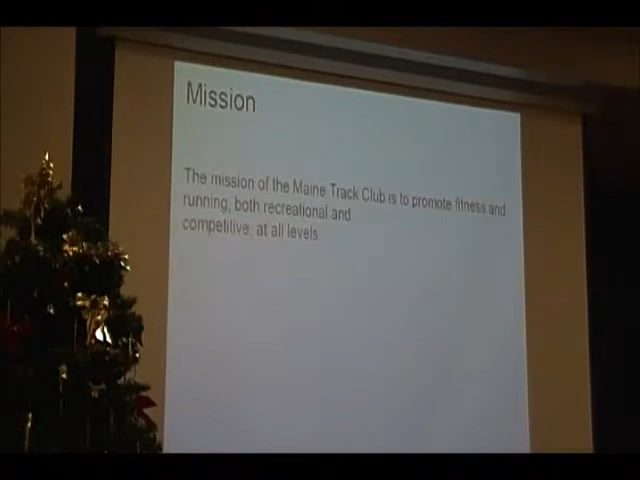 Mission
The mission of the Maine Track Club is to promote fitness and
running, both recreational and
competitive, at all levels